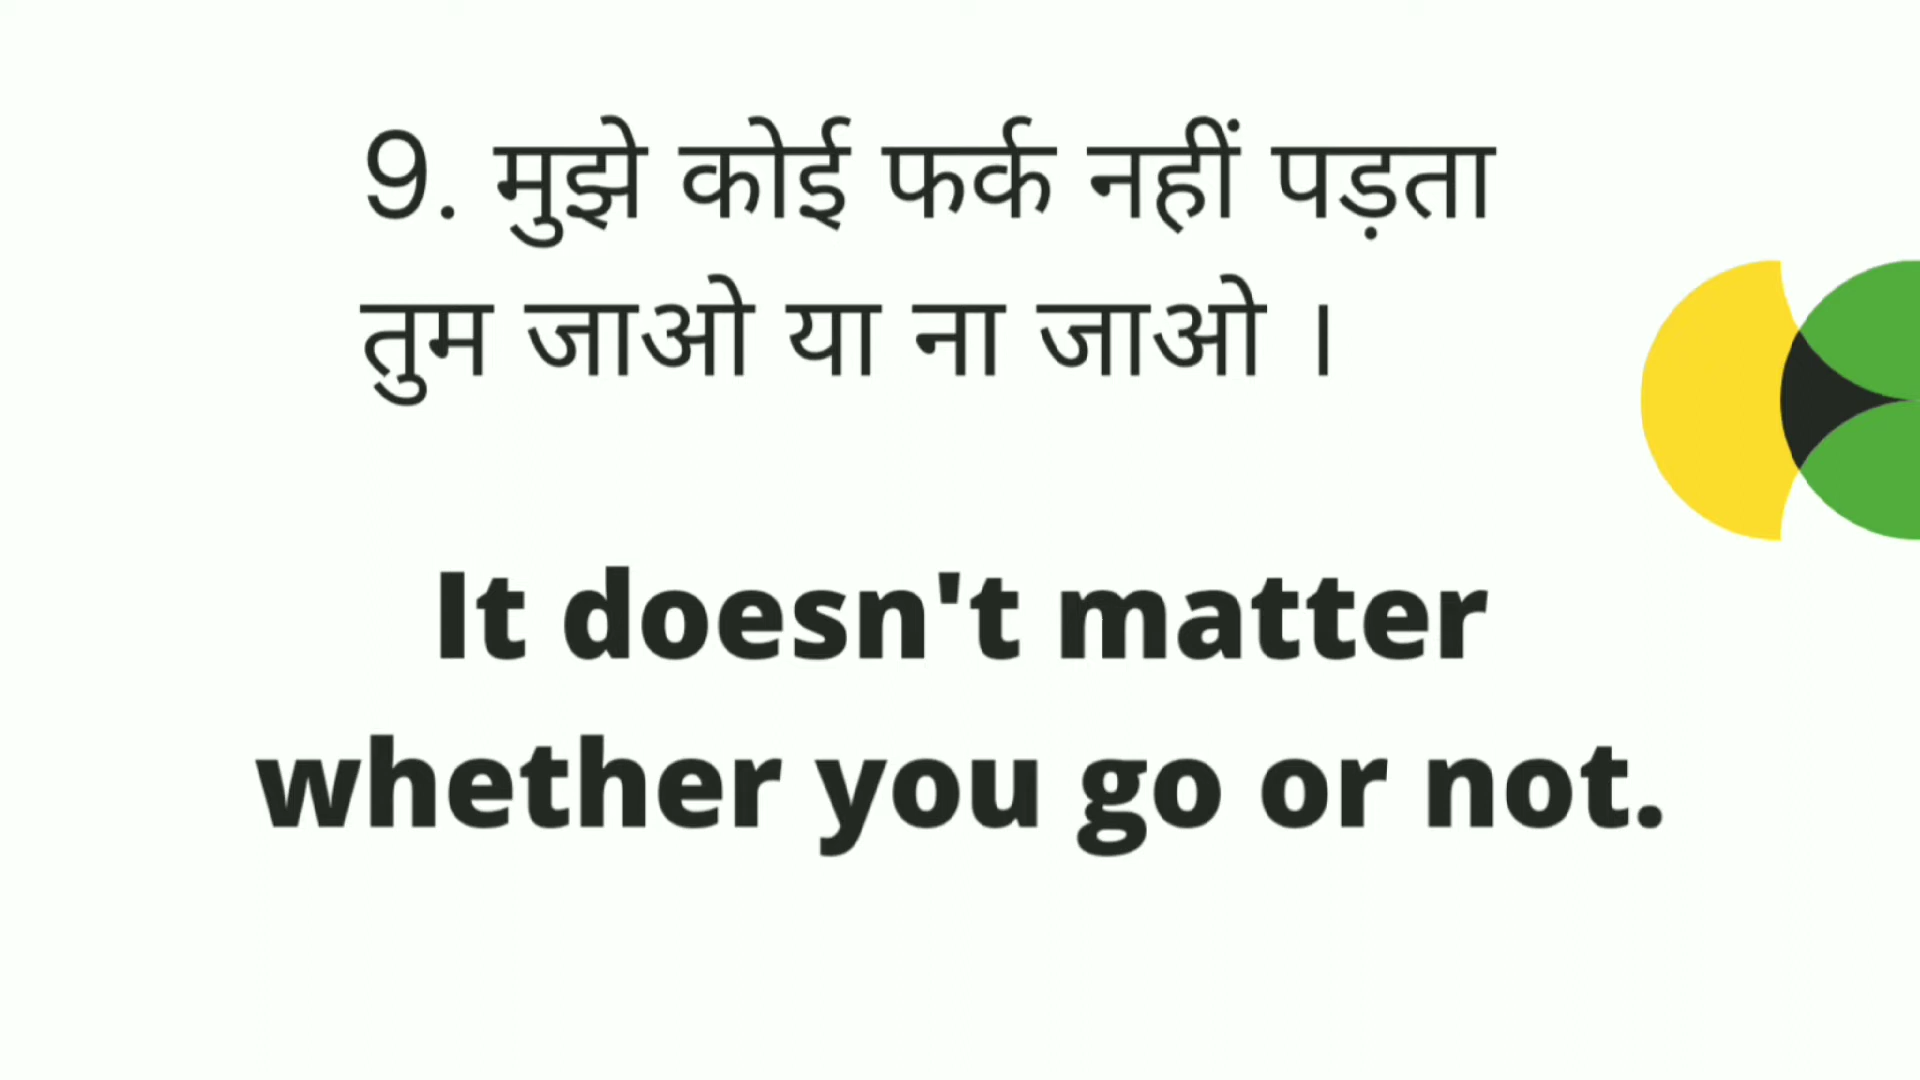 9. मुझे कोई फर्क नहीं पड़ता
तुम जाओ या ना जाओ ।
It doesn't matter
whether you go or not.